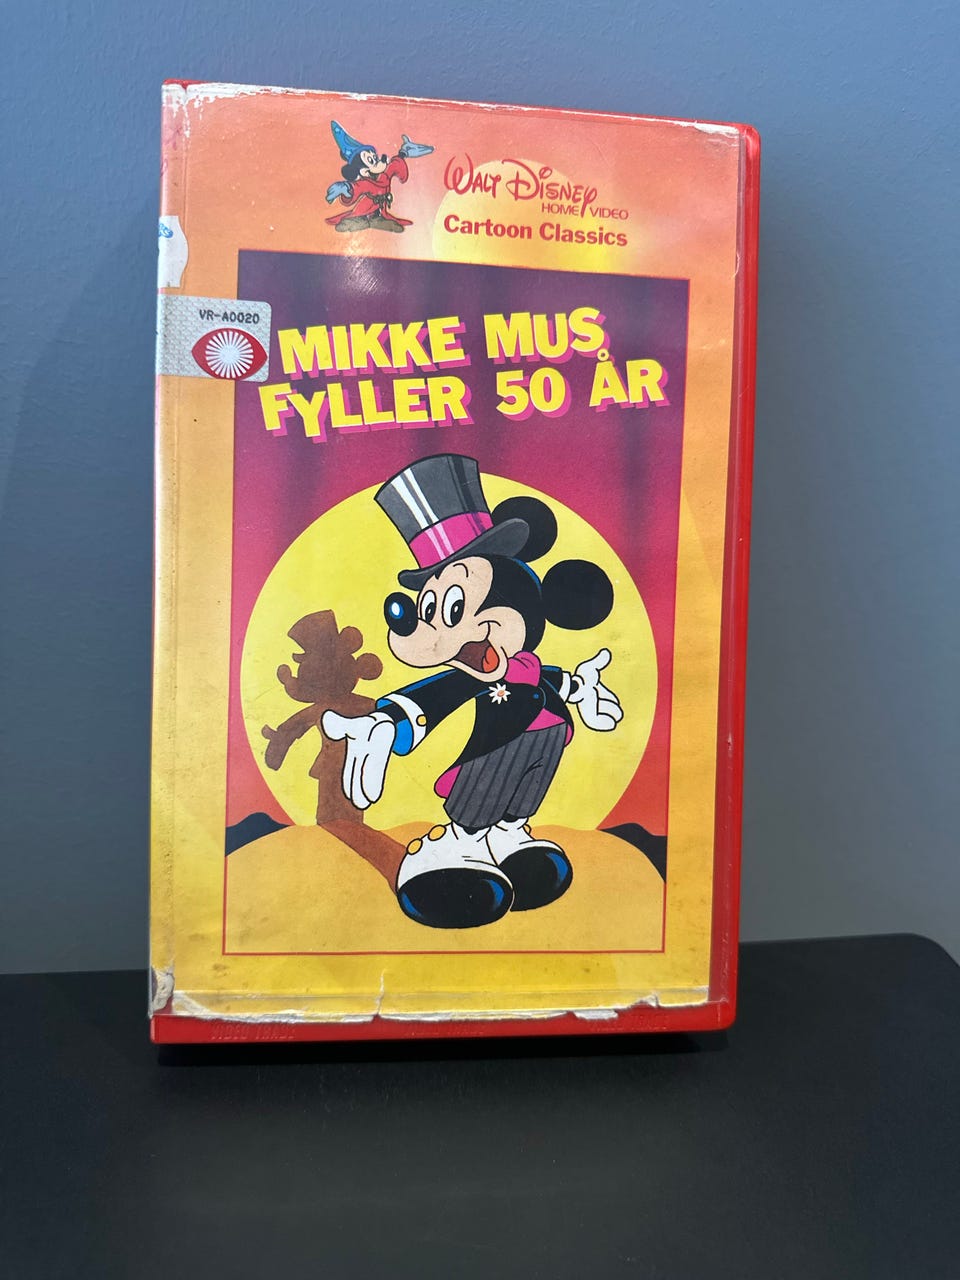 WALT DISNEY
HOME VIDEO
Cartoon Classics
VR-A0020
MIKKE MUS
FYLLER 50 ÅR